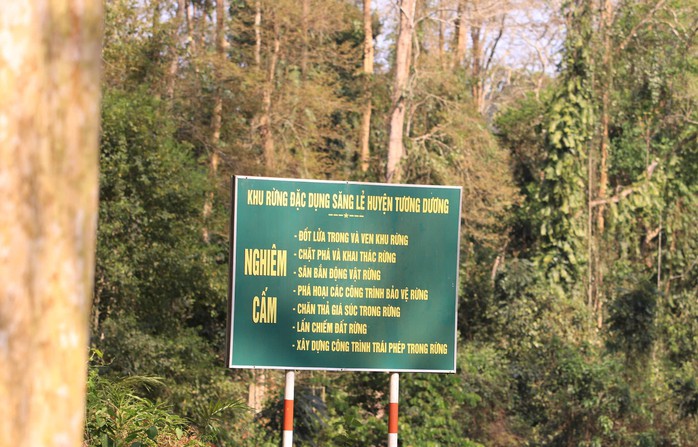 KHU RỪNG ĐẶC DỤNG SĂNG LẺ HUYỆN TƯƠNG DƯƠNG
NGHIÊM
CẤM
- ĐỐT LỬA TRONG VÀ VEN KHU RỪNG
- CHẶT PHÁ VÀ KHAI THÁC RỪNG
- SĂN BẮN ĐỘNG VẬT RỪNG
- PHÁ HOẠI CÁC CÔNG TRÌNH BẢO VỆ RỪNG
- CHĂN THẢ GIA SÚC TRONG RỪNG
- LẤN CHIẾM ĐẤT RỪNG
- XÂY DỰNG CÔNG TRÌNH TRÁI PHÉP TRONG RỪNG